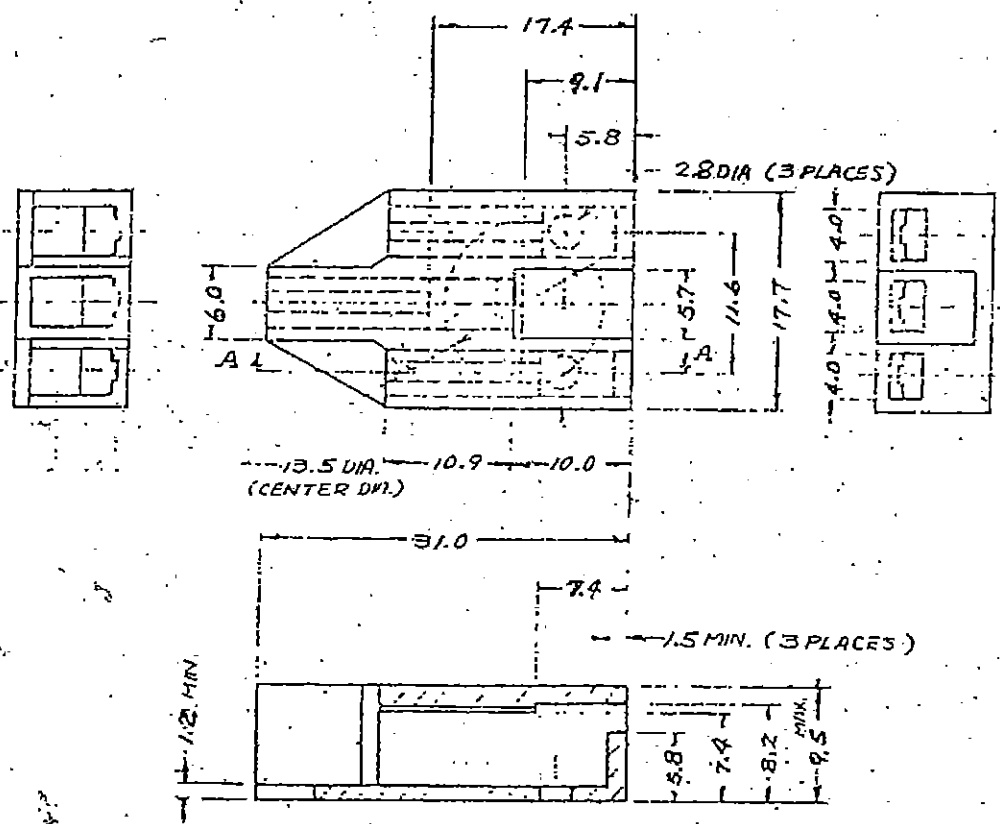 17.4
9.1
5.8
2.8 DIA (3 PLACES)
6.0
5.7
11.6
17.7
4.0
4.0
4.0
A
A
13.5 DIA.
(CENTER DIM.)
10.9
10.0
31.0
7.4
1.5 MIN. (3 PLACES)
1.2 MIN.
5.8
7.4
8.2
MAX.
9.5